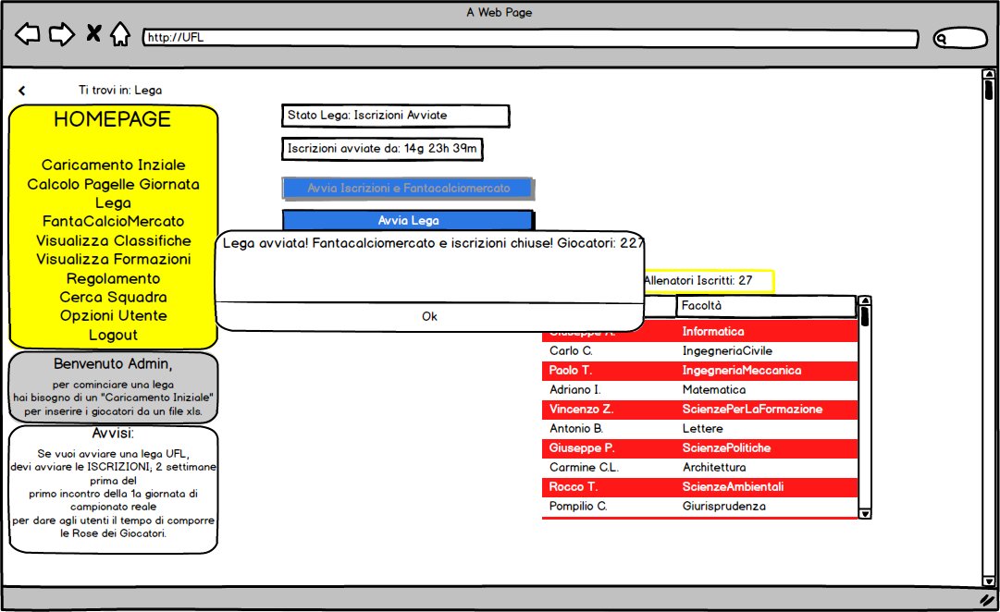 A Web Page
http://UFL
Ti trovi in: Lega
HOMEPAGE
Caricamento Inziale
Calcolo Pagelle Giornata
Lega
FantaCalcioMercato
Visualizza Classifiche
Visualizza Formazioni
Regolamento
Cerca Squadra
Opzioni Utente
Logout
Benvenuto Admin,
per cominciare una lega
hai bisogno di un "Caricamento Iniziale"
per inserire i giocatori da un file xls.
Avvisi:
Se vuoi avviare una lega UFL,
devi avviare le ISCRIZIONI; 2 settimane
prima del
primo incontro della 1a giornata di
campionato reale
per dare agli utenti il tempo di comporre
le Rose dei Giocatori.
Stato Lega: Iscrizioni Avviate
Iscrizioni avviate da: 14g 23h 39m
Avvia Iscrizioni e Fantacalciomercato
Avvia Lega
Lega avviata! Fantacalciomercato e iscrizioni chiuse! Giocatori: 227
Ok
Allenatori Iscritti: 27
Facoltà
Giuseppe A. Informatica
Carlo C. IngegneriaCivile
Paolo T. IngegneriaMeccanica
Adriano I. Matematica
Vincenzo Z. ScienzePerLaFormazione
Antonio B. Lettere
Giuseppe P. ScienzePolitiche
Carmine C.L. Architettura
Rocco T. ScienzeAmbientali
Pompilio C. Giurisprudenza